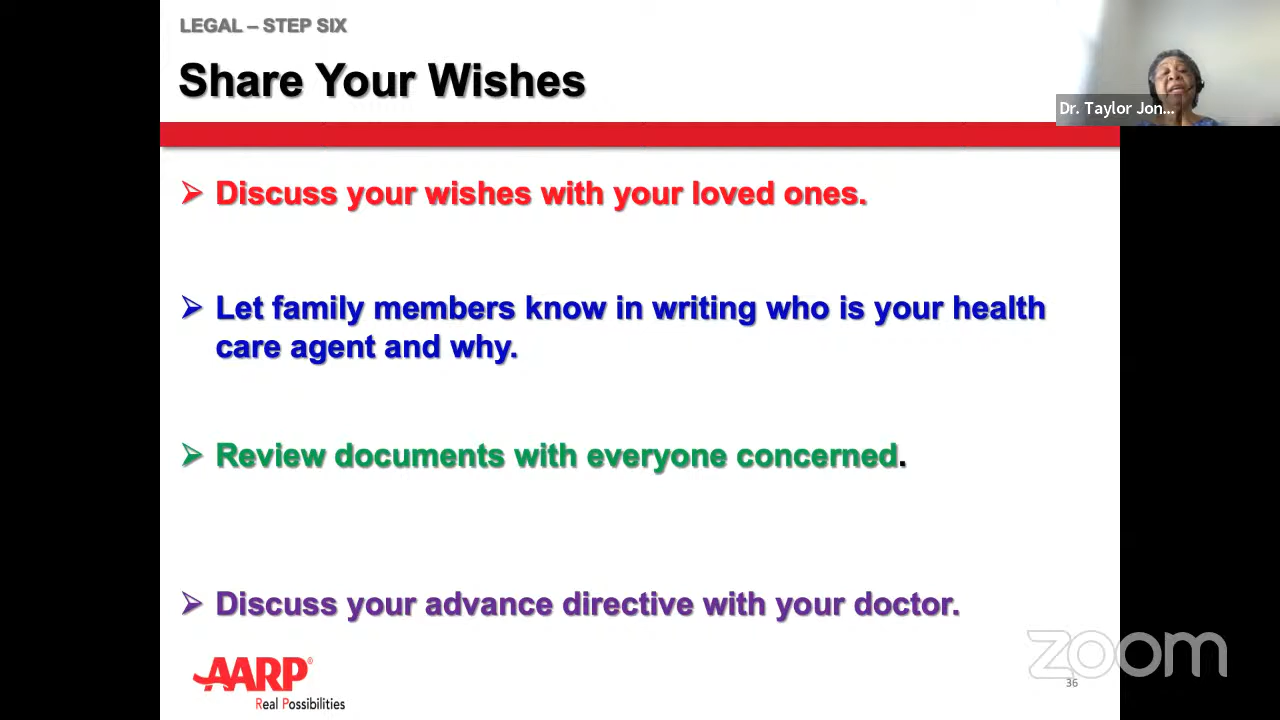 LEGAL – STEP SIX
Share Your Wishes
Dr. Taylor Jon...
➢ Discuss your wishes with your loved ones.
➢ Let family members know in writing who is your health
care agent and why.
➢ Review documents with everyone concerned.
➢ Discuss your advance directive with your doctor.
AARP®
Real Possibilities
zoom
36